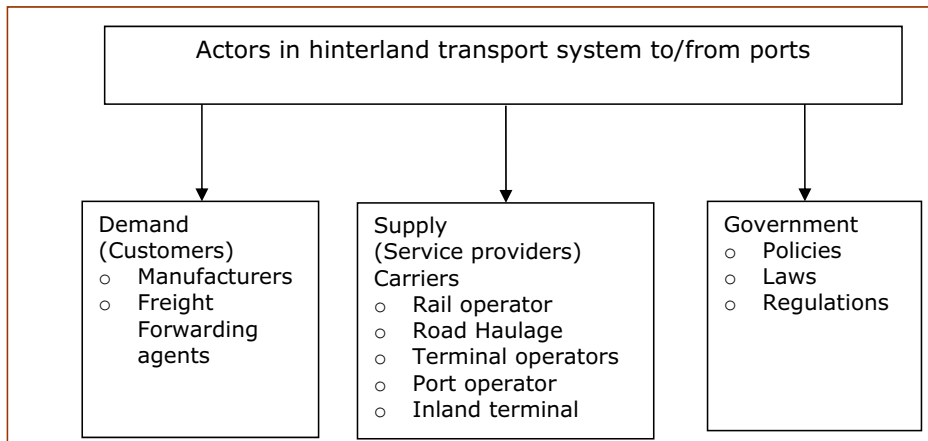 Actors in hinterland transport system to/from ports
Demand
(Customers)
o Manufacturers
o Freight
Forwarding
agents
Supply
(Service providers)
Carriers
o Rail operator
o Road Haulage
o Terminal operators
o Port operator
o Inland terminal
Government
o Policies
o Laws
o Regulations